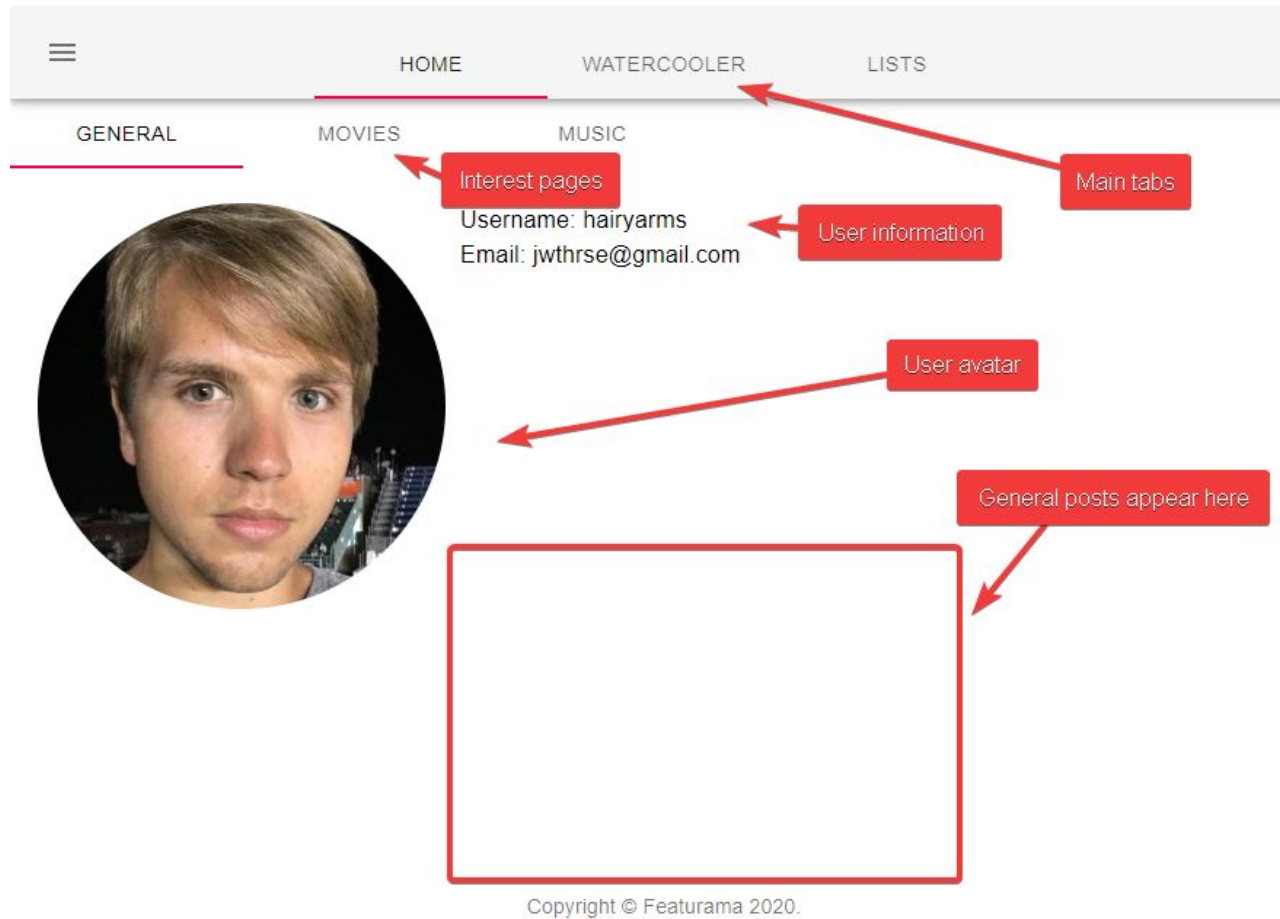 HOME WATERCOOLER LISTS
GENERAL MOVIES MUSIC
Interest pages
Main tabs
Username: hairyarms
User information
Email: jwthrse@gmail.com
User avatar
General posts appear here
Copyright © Featurama 2020.